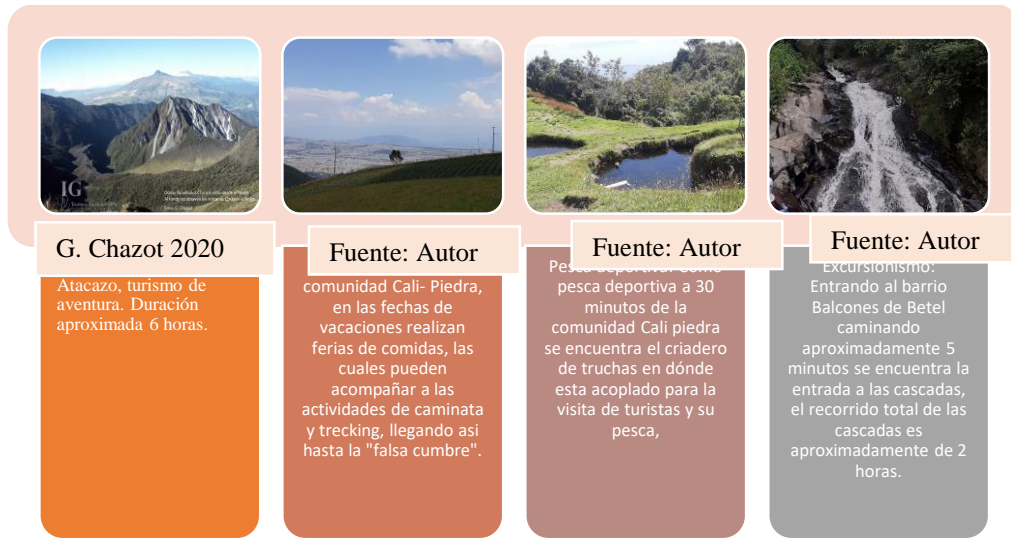 IG
G. Chazot 2020
Atacazo, turismo de
aventura. Duración
aproximada 6 horas.
Fuente: Autor
comunidad Cali- Piedra,
en las fechas de
vacaciones realizan
ferias de comidas, las
cuales pueden
acompañar a las
actividades de caminata
y trecking, llegando asi
hasta la "falsa cumbre".
Fuente: Autor
Pesca deportiva: Como
pesca deportiva a 30
minutos de la
comunidad Cali piedra
se encuentra el criadero
de truchas en dónde
esta acoplado para la
visita de turistas y su
pesca,
Fuente: Autor
Excursionismo:
Entrando al barrio
Balcones de Betel
caminando
aproximadamente 5
minutos se encuentra la
entrada a las cascadas,
el recorrido total de las
cascadas es
aproximadamente de 2
horas.